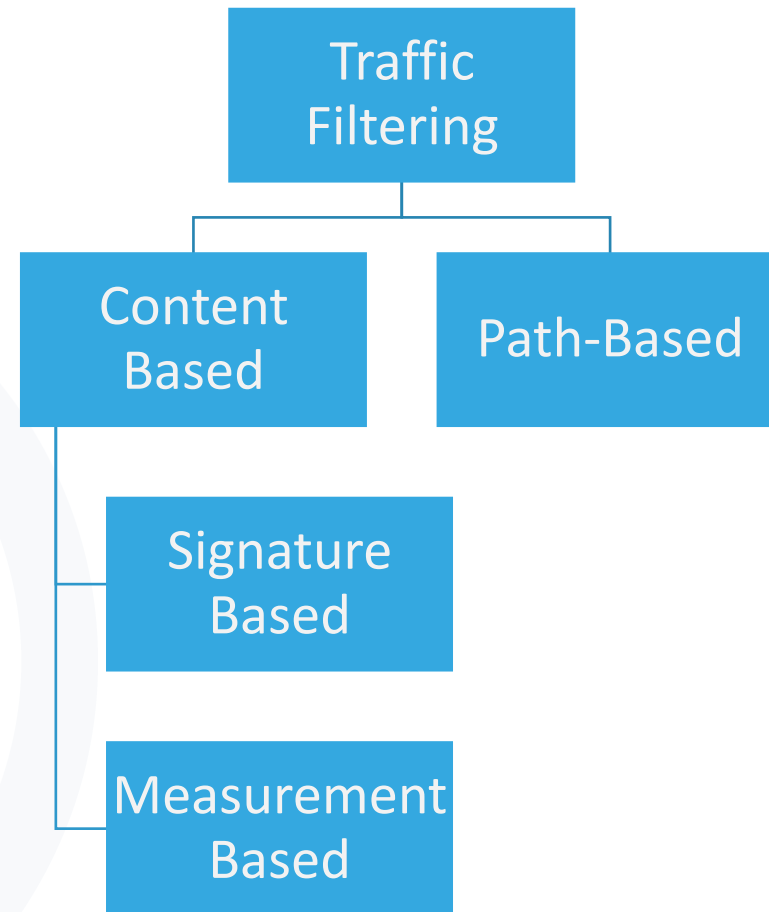 Traffic
Filtering
Content
Based
Path-Based
Signature
Based
Measurement
Based